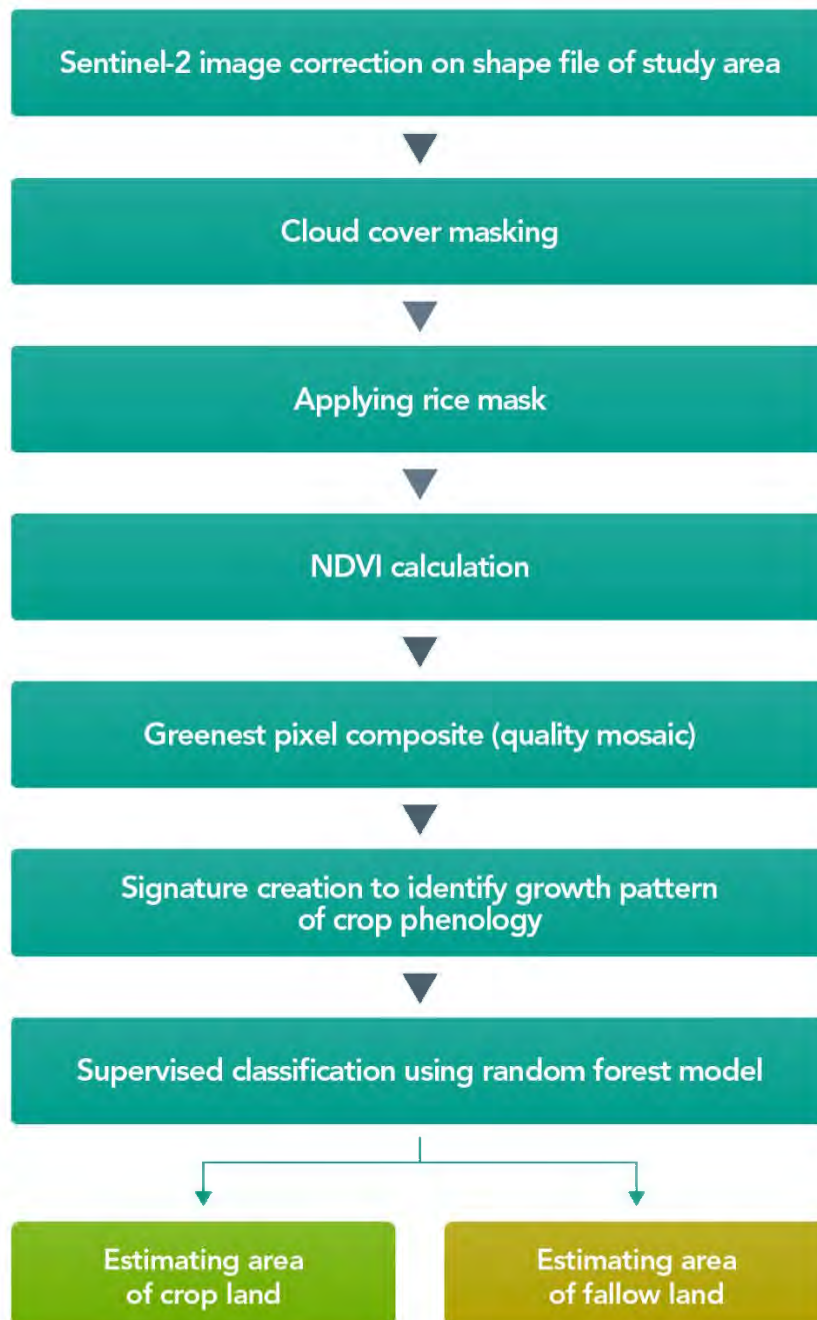 Sentinel-2 image correction on shape file of study area
Cloud cover masking
Applying rice mask
NDVI calculation
Greenest pixel composite (quality mosaic)
Signature creation to identify growth pattern
of crop phenology
Supervised classification using random forest model
Estimating area
of crop land
Estimating area
of fallow land